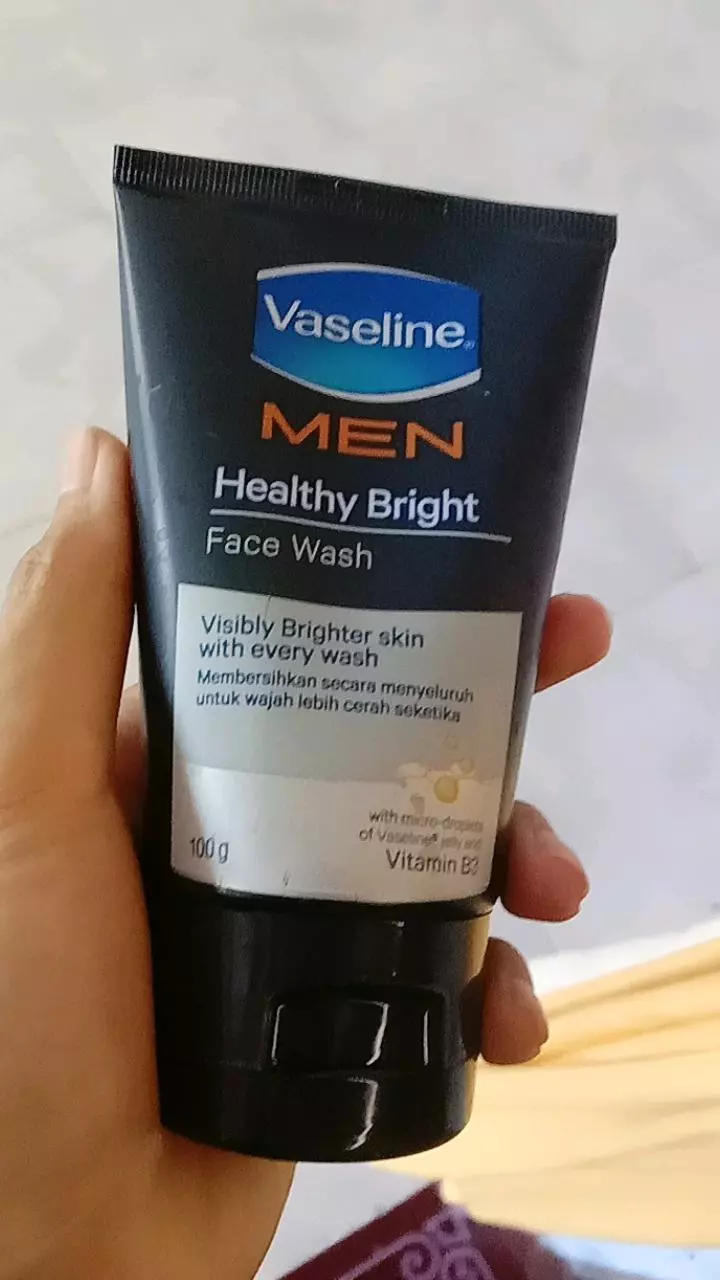 Vaseline®
MEN
Healthy Bright
Face Wash
Visibly Brighter skin
with every wash
Membersihkan secara menyeluruh
untuk wajah lebih cerah seketika
with micro-droplets
of Vaseline® jelly and
Vitamin B3
100 g